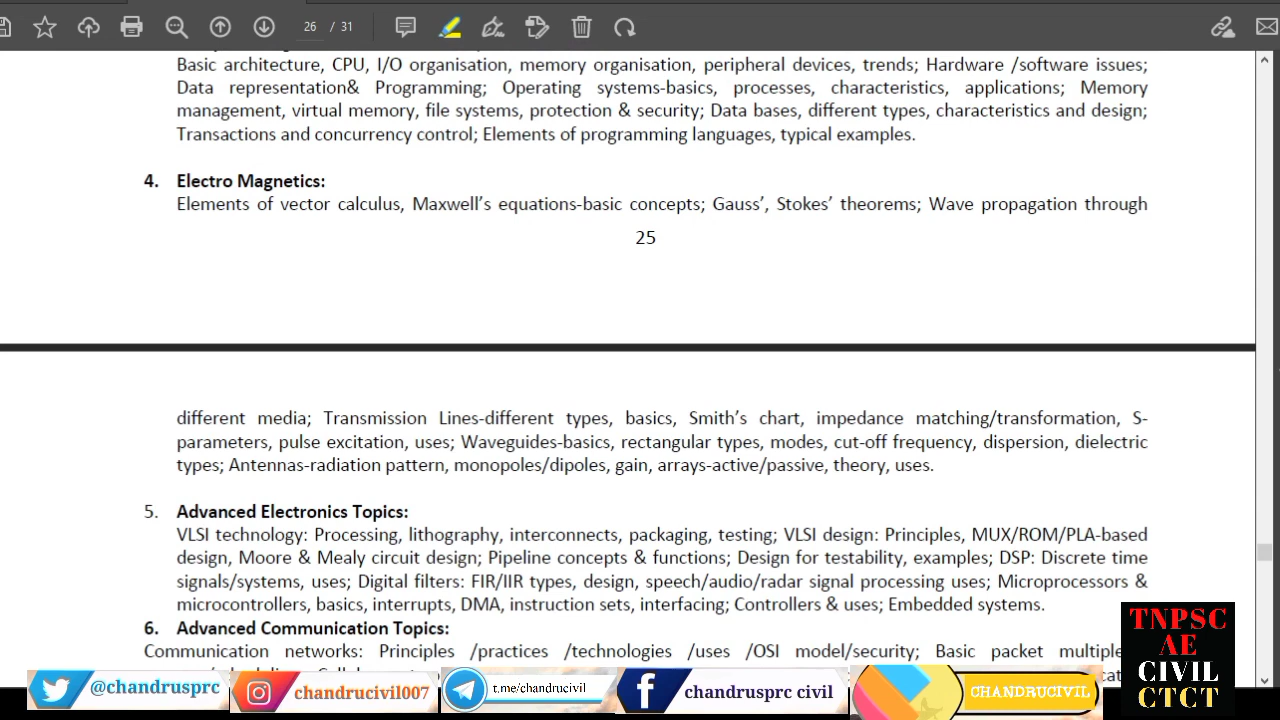 26 / 31
Basic architecture, CPU, I/O organisation, memory organisation, peripheral devices, trends; Hardware /software issues;
Data representation& Programming; Operating systems-basics, processes, characteristics, applications; Memory
management, virtual memory, file systems, protection & security; Data bases, different types, characteristics and design;
Transactions and concurrency control; Elements of programming languages, typical examples.
4. Electro Magnetics:
Elements of vector calculus, Maxwell's equations-basic concepts; Gauss', Stokes' theorems; Wave propagation through
25
different media; Transmission Lines-different types, basics, Smith's chart, impedance matching/transformation, S-
parameters, pulse excitation, uses; Waveguides-basics, rectangular types, modes, cut-off frequency, dispersion, dielectric
types; Antennas-radiation pattern, monopoles/dipoles, gain, arrays-active/passive, theory, uses.
5. Advanced Electronics Topics:
VLSI technology: Processing, lithography, interconnects, packaging, testing; VLSI design: Principles, MUX/ROM/PLA-based
design, Moore & Mealy circuit design; Pipeline concepts & functions; Design for testability, examples; DSP: Discrete time
signals/systems, uses; Digital filters: FIR/IIR types, design, speech/audio/radar signal processing uses; Microprocessors &
microcontrollers, basics, interrupts, DMA, instruction sets, interfacing; Controllers & uses; Embedded systems.
6. Advanced Communication Topics:
Communication networks: Principles /practices /technologies /uses /OSI model/security; Basic packet multiple
@chandrusprc
chandrucivil007
t.me/chandrucivil
chandrusprc civil
CHANDRUCIVIL
TNPSC
AE
CIVIL
CTCT